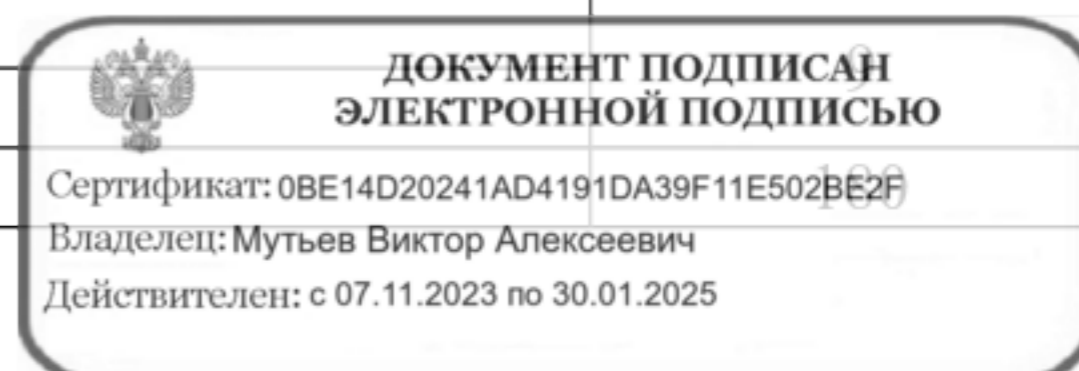 ДОКУМЕНТ ПОДПИСАН
ЭЛЕКТРОННОЙ ПОДПИСЬЮ
Сертификат: 0BE14D20241AD4191DA39F11E502BE2F
Владелец: Мутьев Виктор Алексеевич
Действителен: с 07.11.2023 по 30.01.2025